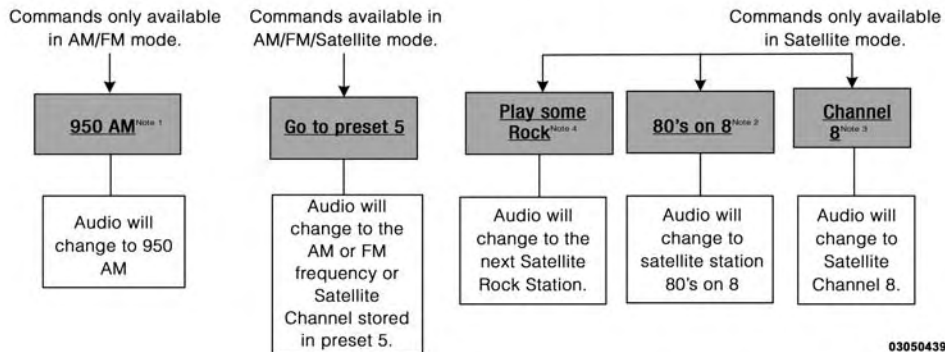 Commands only available
in AM/FM mode.
Commands available in
AM/FM/Satellite mode.
Commands only available
in Satellite mode.
950 AM Note 1
Go to preset 5
Play some
Rock Note 4
80's on 8 Note 2
Channel
8 Note 3
Audio will
change to 950
AM
Audio will
change to the
AM or FM
frequency or
Satellite
Channel stored
in preset 5.
Audio will
change to the
next Satellite
Rock Station.
Audio will
change to
satellite station
80's on 8
Audio will
change to
Satellite
Channel 8.
03050439